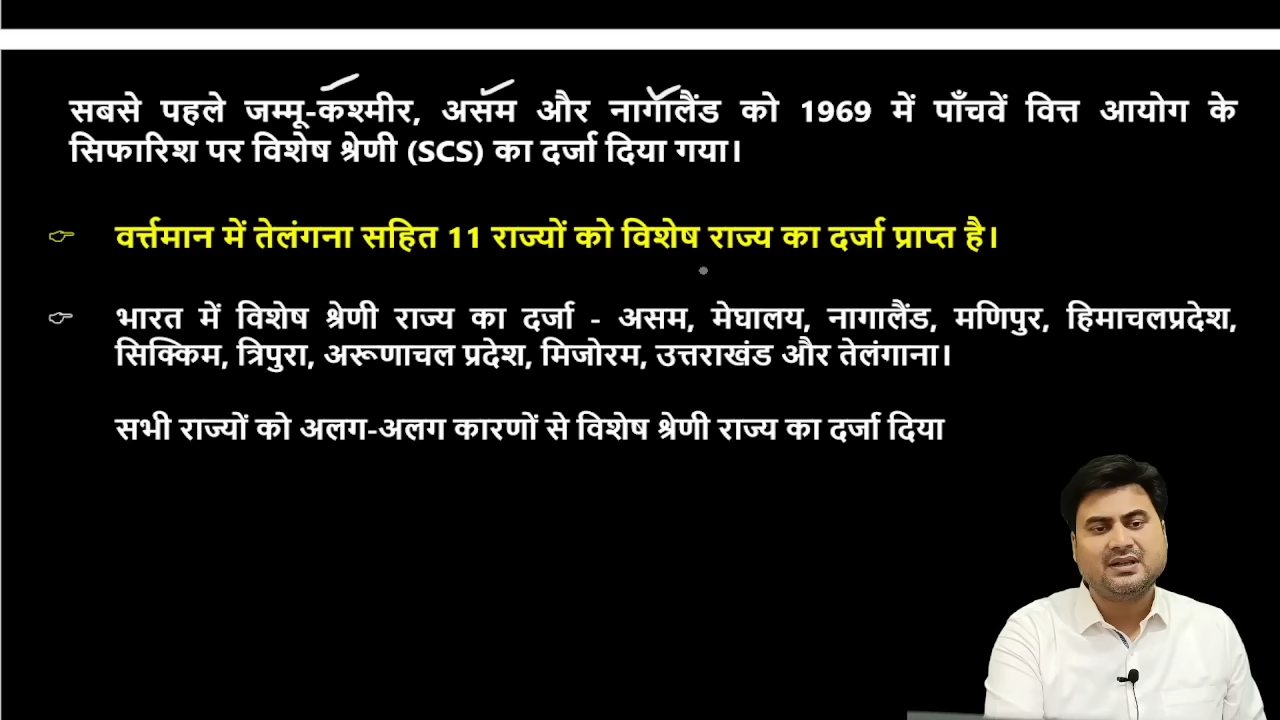 सबसे पहले जम्मू-कश्मीर, असम और नागालैंड को 1969 में पाँचवें वित्त आयोग के
सिफारिश पर विशेष श्रेणी (SCS) का दर्जा दिया गया।
वर्त्तमान में तेलंगना सहित 11 राज्यों को विशेष राज्य का दर्जा प्राप्त है।
भारत में विशेष श्रेणी राज्य का दर्जा - असम, मेघालय, नागालैंड, मणिपुर, हिमाचलप्रदेश,
सिक्किम, त्रिपुरा, अरूणाचल प्रदेश, मिजोरम, उत्तराखंड और तेलंगाना।
सभी राज्यों को अलग-अलग कारणों से विशेष श्रेणी राज्य का दर्जा दिया